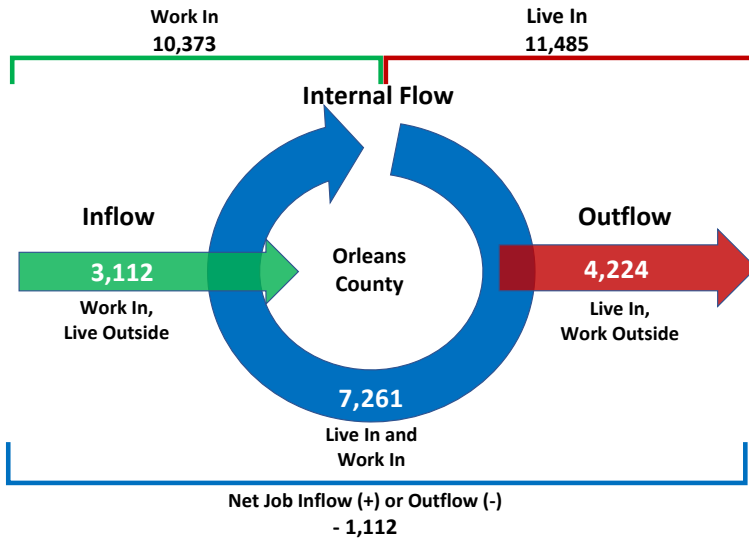 Work In
10,373
Live In
11,485
Internal Flow
Inflow
3,112
Work In,
Live Outside
Orleans
County
Outflow
4,224
Live In,
Work Outside
7,261
Live In and
Work In
Net Job Inflow (+) or Outflow (-)
- 1,112